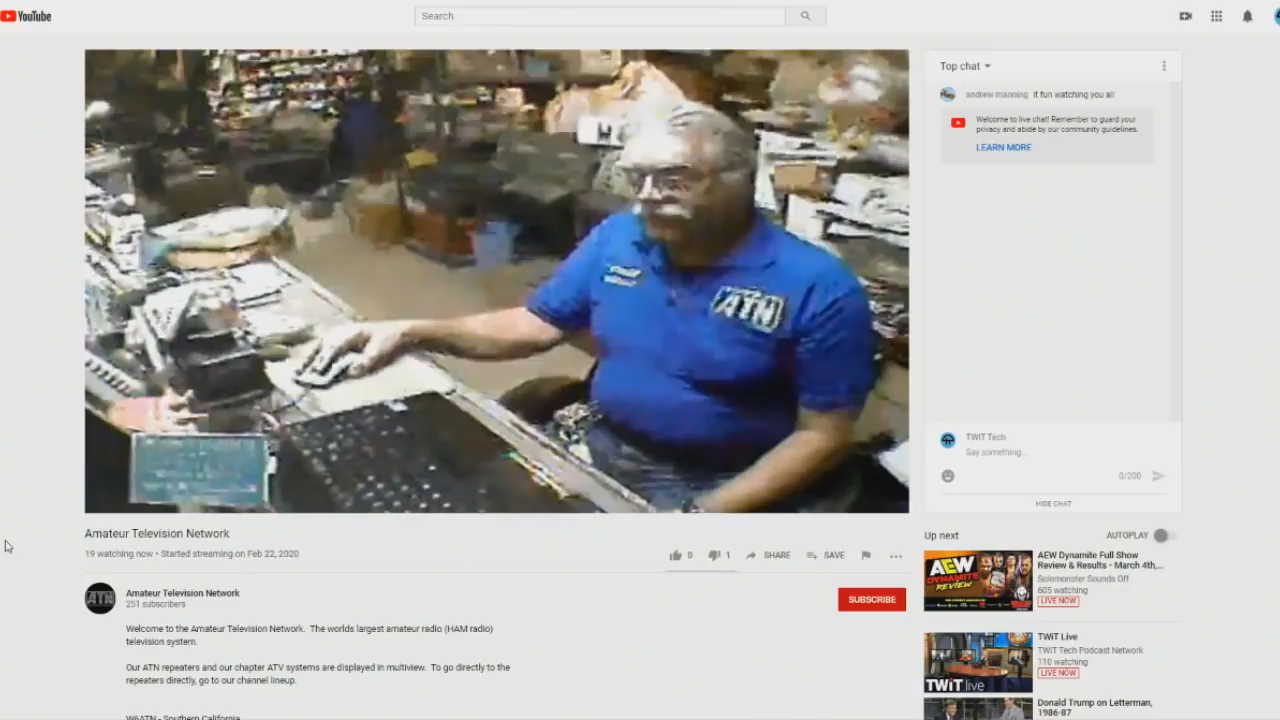 YouTube
Search
ATN
Top chat
andrew manning it fun watching you all
Welcome to live chat! Remember to guard your
privacy and abide by our community guidelines.
LEARN MORE
TWiT Tech
Say something...
0/200
HIDE CHAT
Amateur Television Network
19 watching now • Started streaming on Feb 22, 2020
0
1
SHARE
SAVE
ATN
Amateur Television Network
251 subscribers
SUBSCRIBE
Welcome to the Amateur Television Network. The worlds largest amateur radio (HAM radio)
television system.
Our ATN repeaters and our chapter ATV systems are displayed in multiview. To go directly to the
repeaters directly, go to our channel lineup.
W6ATN - Southern California
Up next
AUTOPLAY
AEW
DYNAMITE
REVIEW
AEW Dynamite Full Show
Review & Results - March 4th,...
Solomonster Sounds Off
605 watching
LIVE NOW
TWiT live
TWiT Live
TWiT Tech Podcast Network
110 watching
LIVE NOW
Donald Trump on Letterman,
1986-87